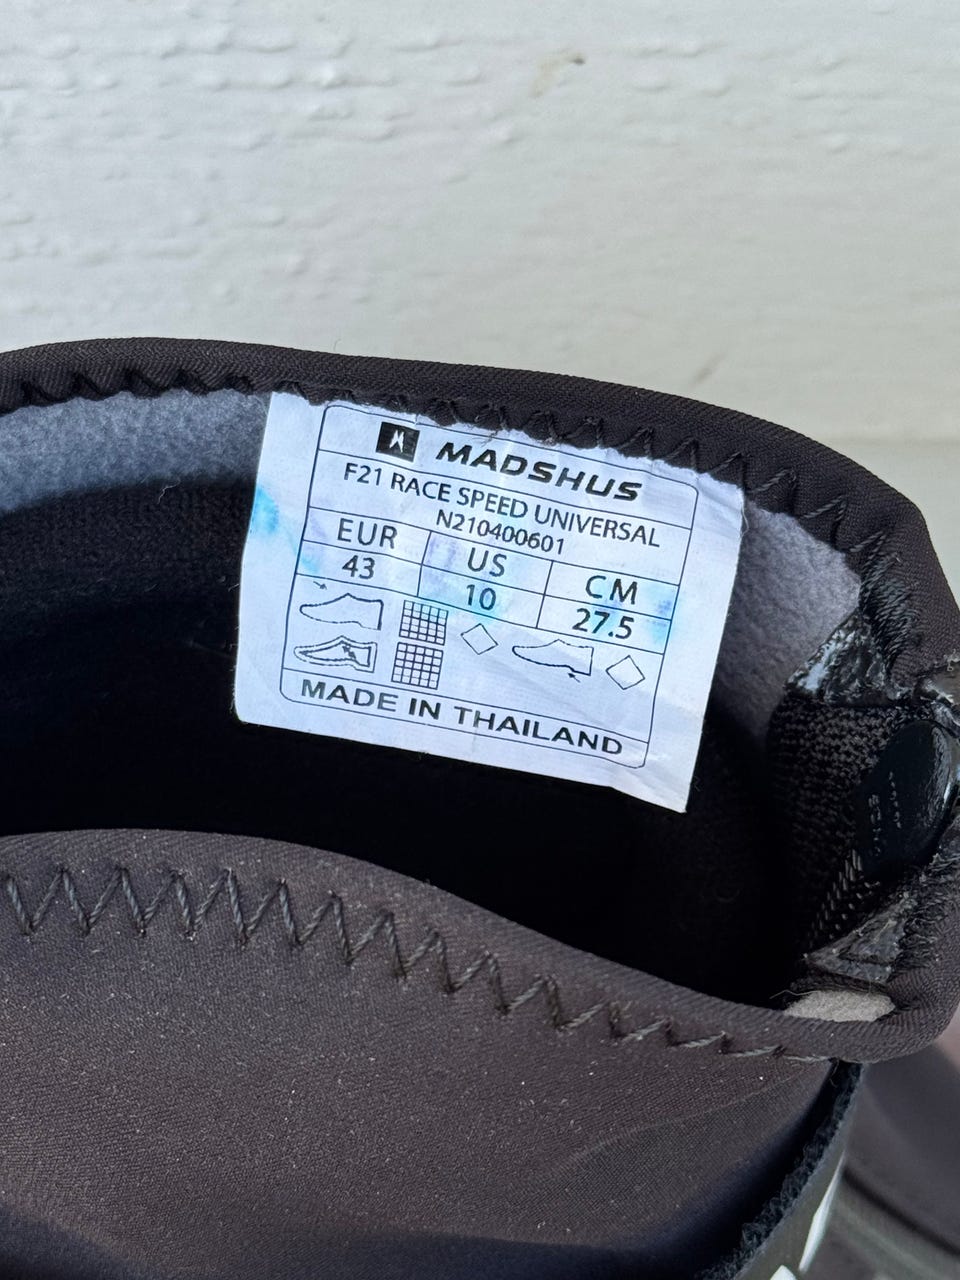 MADSHUS
F21 RACE SPEED UNIVERSAL
N210400601
EUR US CM
43 10 27.5
MADE IN THAILAND